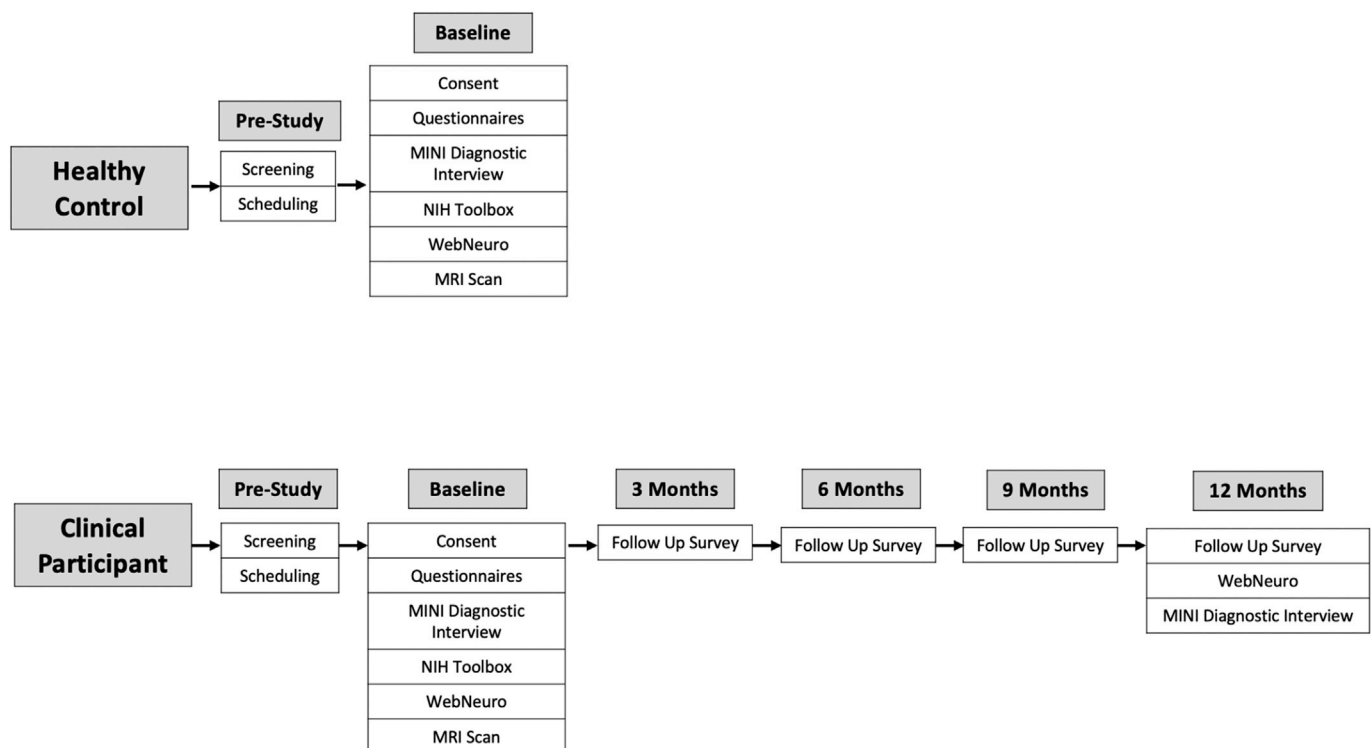 Baseline
Consent
Pre-Study
Questionnaires
Healthy
Control
Screening
Scheduling
MINI Diagnostic
Interview
NIH Toolbox
WebNeuro
MRI Scan
Pre-Study
Baseline
3 Months
6 Months
9 Months
12 Months
Clinical
Participant
Screening
Scheduling
Consent
Questionnaires
MINI Diagnostic
Interview
NIH Toolbox
WebNeuro
MRI Scan
Follow Up Survey
Follow Up Survey
Follow Up Survey
Follow Up Survey
WebNeuro
MINI Diagnostic Interview